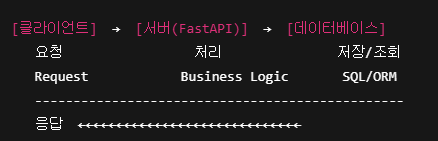 [클라이언트] → [서버(FastAPI)] → [데이터베이스]
요청 처리 저장/조회
Request Business Logic SQL/ORM
--------------------------------------------------
응답 ←←←←←←←←←←←←←←←←←←←←←←←←←←←←←←